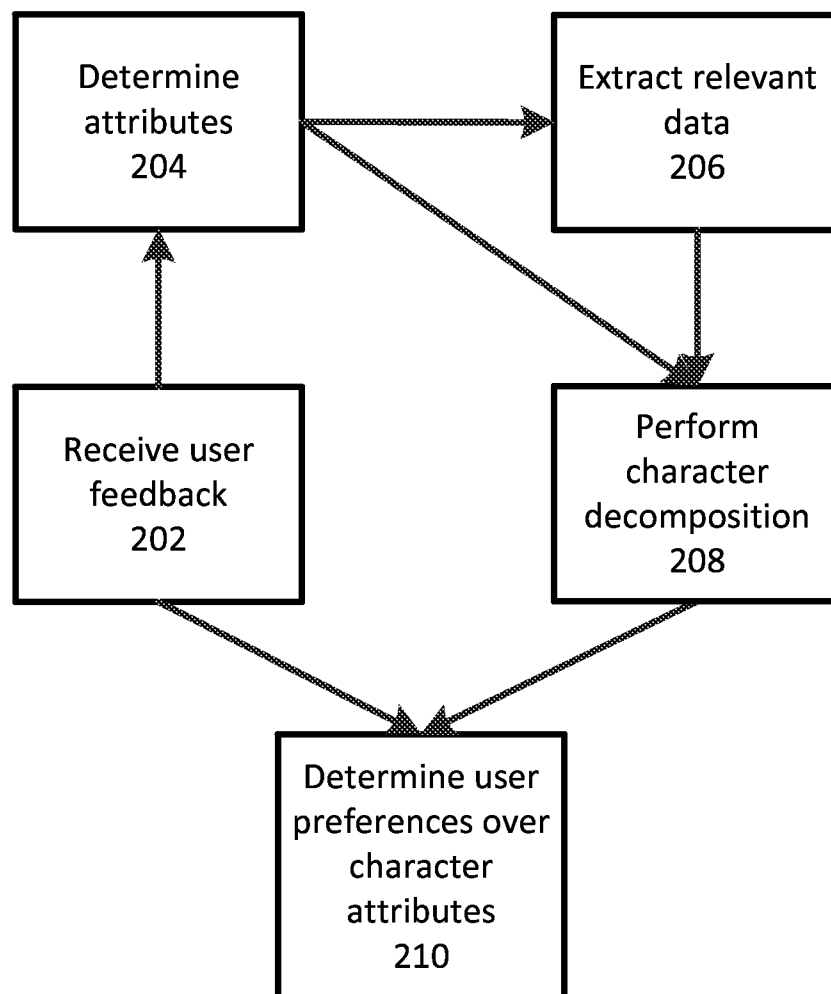 Determine
attributes
204
Extract relevant
data
206
Receive user
feedback
202
Perform
character
decomposition
208
Determine user
preferences over
character
attributes
210